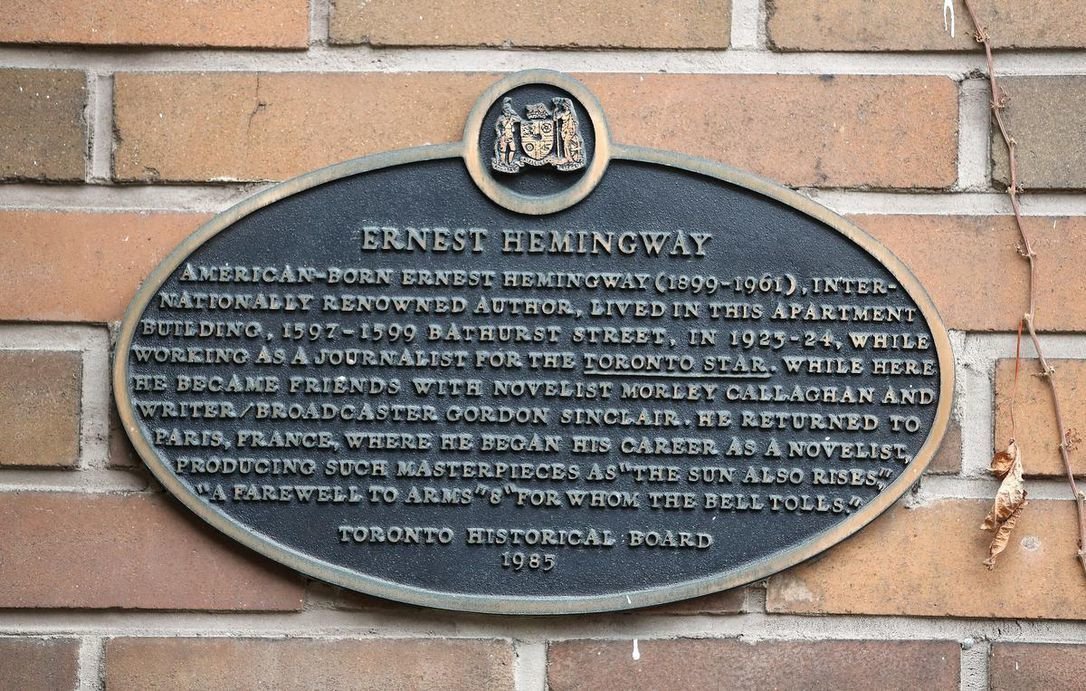 ERNEST HEMINGWAY
AMERICAN-BORN ERNEST HEMINGWAY (1899-1961), INTER-
NATIONALLY RENOWNED AUTHOR, LIVED IN THIS APARTMENT
BUILDING, 1597-1599 BATHURST STREET, IN 1923-24, WHILE
WORKING AS A JOURNALIST FOR THE TORONTO STAR. WHILE HERE
HE BECAME FRIENDS WITH NOVELIST MORLEY CALLAGHAN AND
WRITER/BROADCASTER GORDON SINCLAIR. HE RETURNED TO
PARIS, FRANCE, WHERE HE BEGAN HIS CAREER AS A NOVELIST,
PRODUCING SUCH MASTERPIECES AS "THE SUN ALSO RISES,"
"A FAREWELL TO ARMS" & "FOR WHOM THE BELL TOLLS."
TORONTO HISTORICAL BOARD
1985